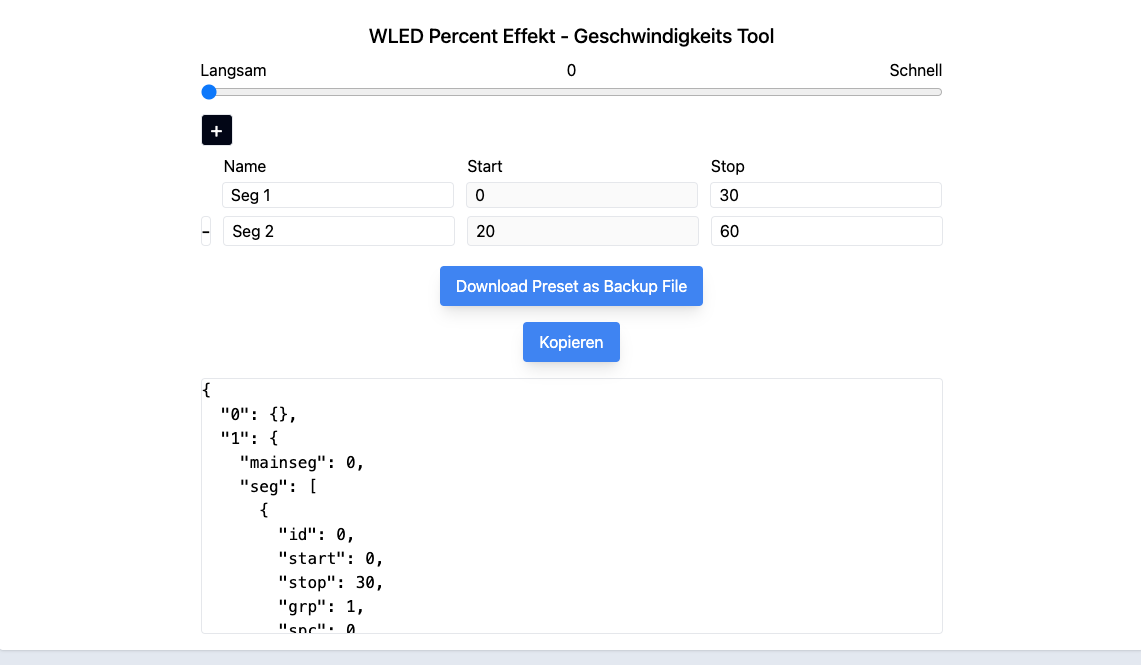 WLED Percent Effekt - Geschwindigkeits Tool
Langsam 0 Schnell
+
Name Start Stop
Seg 1 0 30
- Seg 2 20 60
Download Preset as Backup File
Kopieren
{
  "0": {},
  "1": {
    "mainseg": 0,
    "seg": [
      {
        "id": 0,
        "start": 0,
        "stop": 30,
        "grp": 1,
        "spc": 0